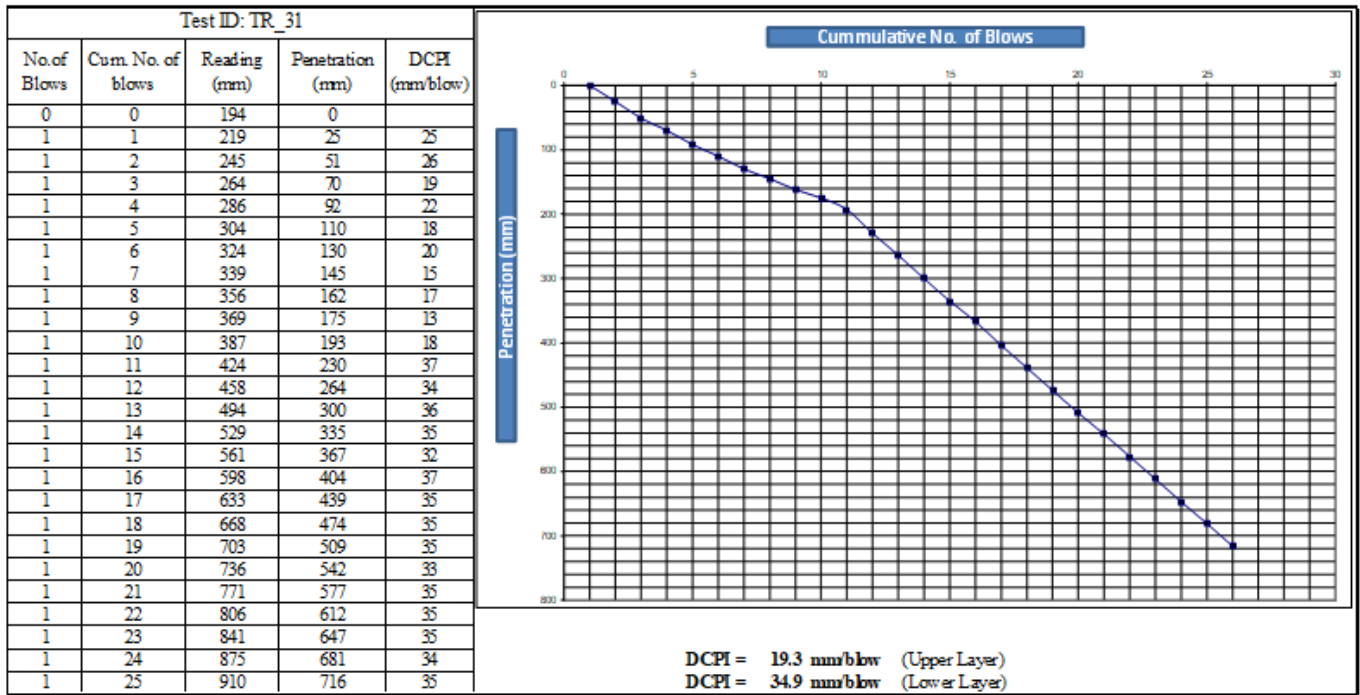 Test ID: TR_31
No.of Blows Cum. No. of blows Reading (mm) Penetration (mm) DCPI (mm/blow)
0 0 194 0
1 1 219 25 25
1 2 245 51 26
1 3 264 70 19
1 4 286 92 22
1 5 304 110 18
1 6 324 130 20
1 7 339 145 15
1 8 356 162 17
1 9 369 175 13
1 10 387 193 18
1 11 424 230 37
1 12 458 264 34
1 13 494 300 36
1 14 529 335 35
1 15 561 367 32
1 16 598 404 37
1 17 633 439 35
1 18 668 474 35
1 19 703 509 35
1 20 736 542 33
1 21 771 577 35
1 22 806 612 35
1 23 841 647 35
1 24 875 681 34
1 25 910 716 35
Cummulative No. of Blows
0 5 10 15 20 25 30
Penetration (mm)
0
100
200
300
400
500
600
700
800
DCPI = 19.3 mm/blow (Upper Layer)
DCPI = 34.9 mm/blow (Lower Layer)